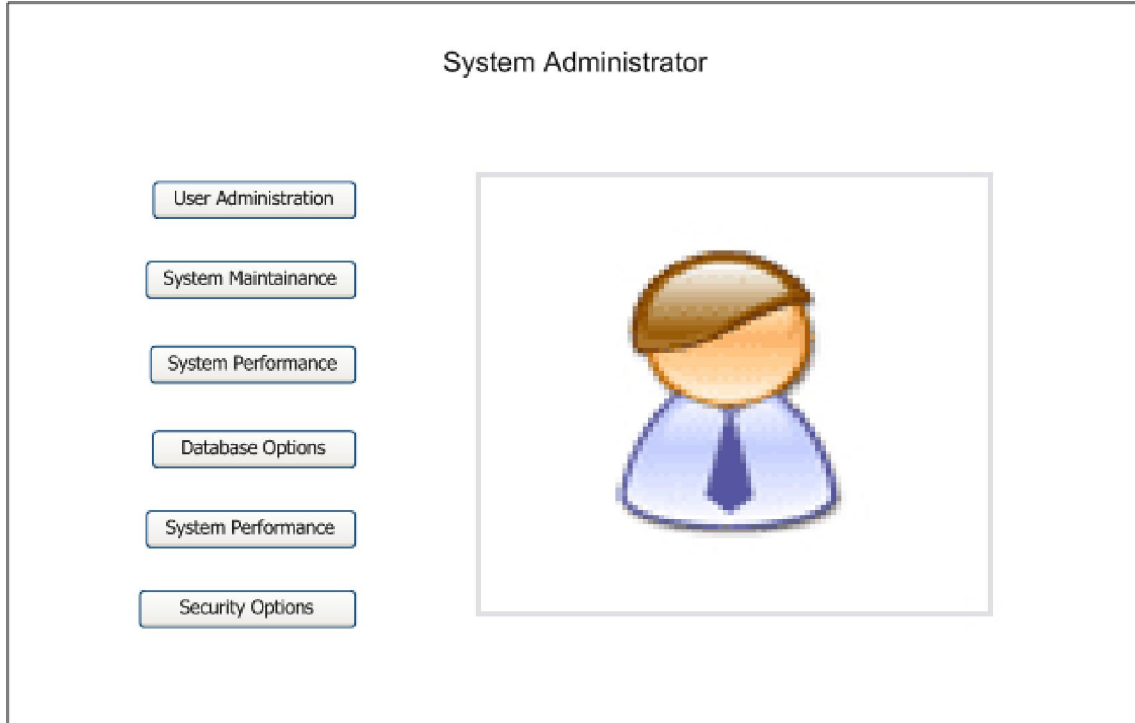 System Administrator
User Administration
System Maintainance
System Performance
Database Options
System Performance
Security Options